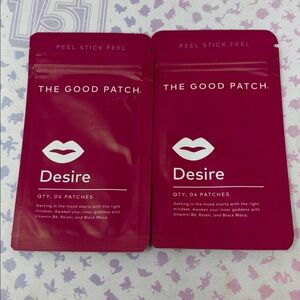 151
PEEL STICK FEEL
THE GOOD PATCH.
Desire
QTY. 04 PATCHES
Getting in the mood starts with the right
mindset. Awaken your inner goddess with
Vitamin B6, Reishi, and Black Maca.
PEEL STICK FEEL
THE GOOD PATCH.
Desire
QTY. 04 PATCHES
Getting in the mood starts with the right
mindset. Awaken your inner goddess with
Vitamin B6, Reishi, and Black Maca.